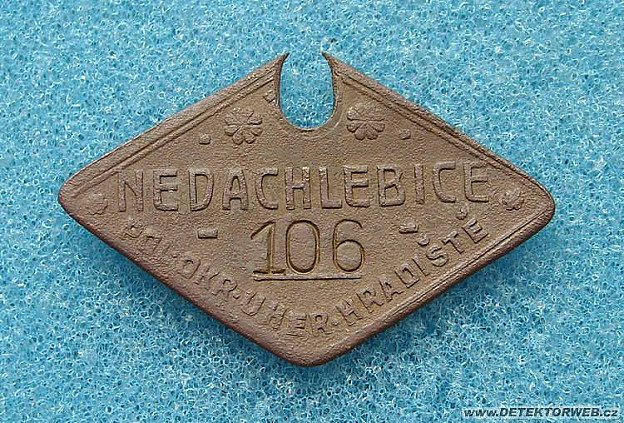 NEDACHLEBICE
- 106 -
POL·OKR·UHER·HRADIŠTĚ
www.DETEKTORWEB.cz